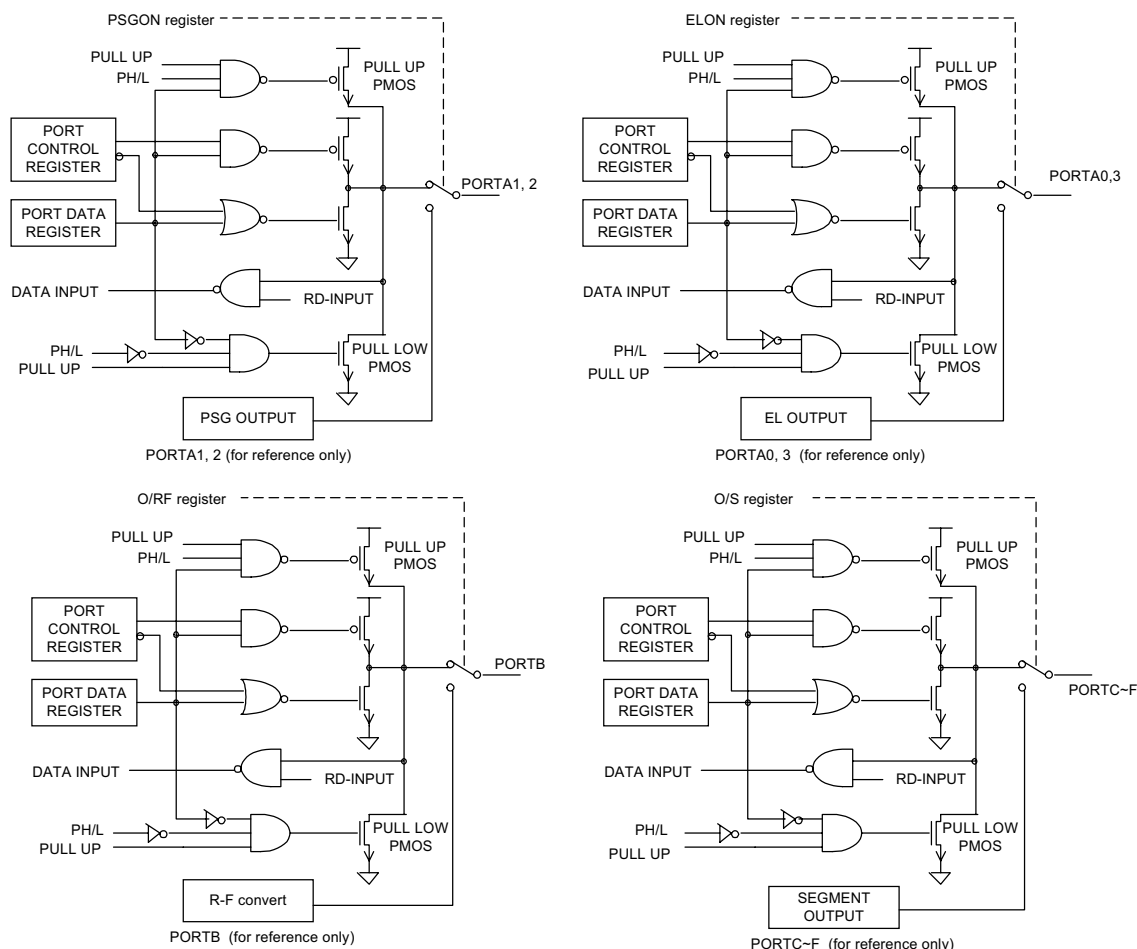 PSGON register
PULL UP
PH/L
PULL UP
PMOS
PORT
CONTROL
REGISTER
PORTA1, 2
PORT DATA
REGISTER
DATA INPUT
RD-INPUT
PH/L
PULL UP
PULL LOW
PMOS
PSG OUTPUT
PORTA1, 2 (for reference only)
ELON register
PULL UP
PH/L
PULL UP
PMOS
PORT
CONTROL
REGISTER
PORTA0,3
PORT DATA
REGISTER
DATA INPUT
RD-INPUT
PH/L
PULL UP
PULL LOW
PMOS
EL OUTPUT
PORTA0, 3 (for reference only)
O/RF register
PULL UP
PH/L
PULL UP
PMOS
PORT
CONTROL
REGISTER
PORTB
PORT DATA
REGISTER
DATA INPUT
RD-INPUT
PH/L
PULL UP
PULL LOW
PMOS
R-F convert
PORTB (for reference only)
O/S register
PULL UP
PH/L
PULL UP
PMOS
PORT
CONTROL
REGISTER
PORTC~F
PORT DATA
REGISTER
DATA INPUT
RD-INPUT
PH/L
PULL UP
PULL LOW
PMOS
SEGMENT
OUTPUT
PORTC~F (for reference only)